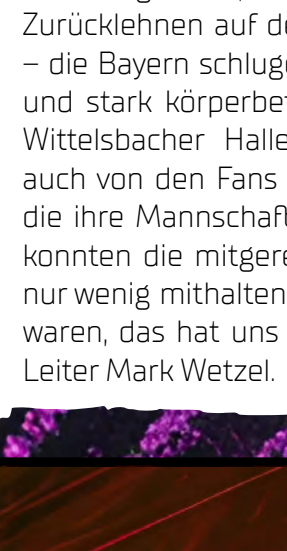 Zurücklehnen auf de
– die Bayern schluge
und stark körperbet
Wittelsbacher Halle
auch von den Fans
die ihre Mannschaft
konnten die mitgere
nur wenig mithalten
waren, das hat uns
Leiter Mark Wetzel.